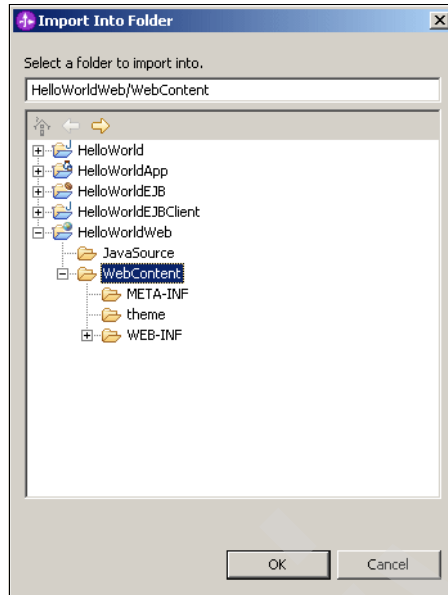 Import Into Folder
Select a folder to import into.
HelloWorldWeb/WebContent
HelloWorld
HelloWorldApp
HelloWorldEJB
HelloWorldEJBClient
HelloWorldWeb
JavaSource
WebContent
META-INF
theme
WEB-INF
OK Cancel